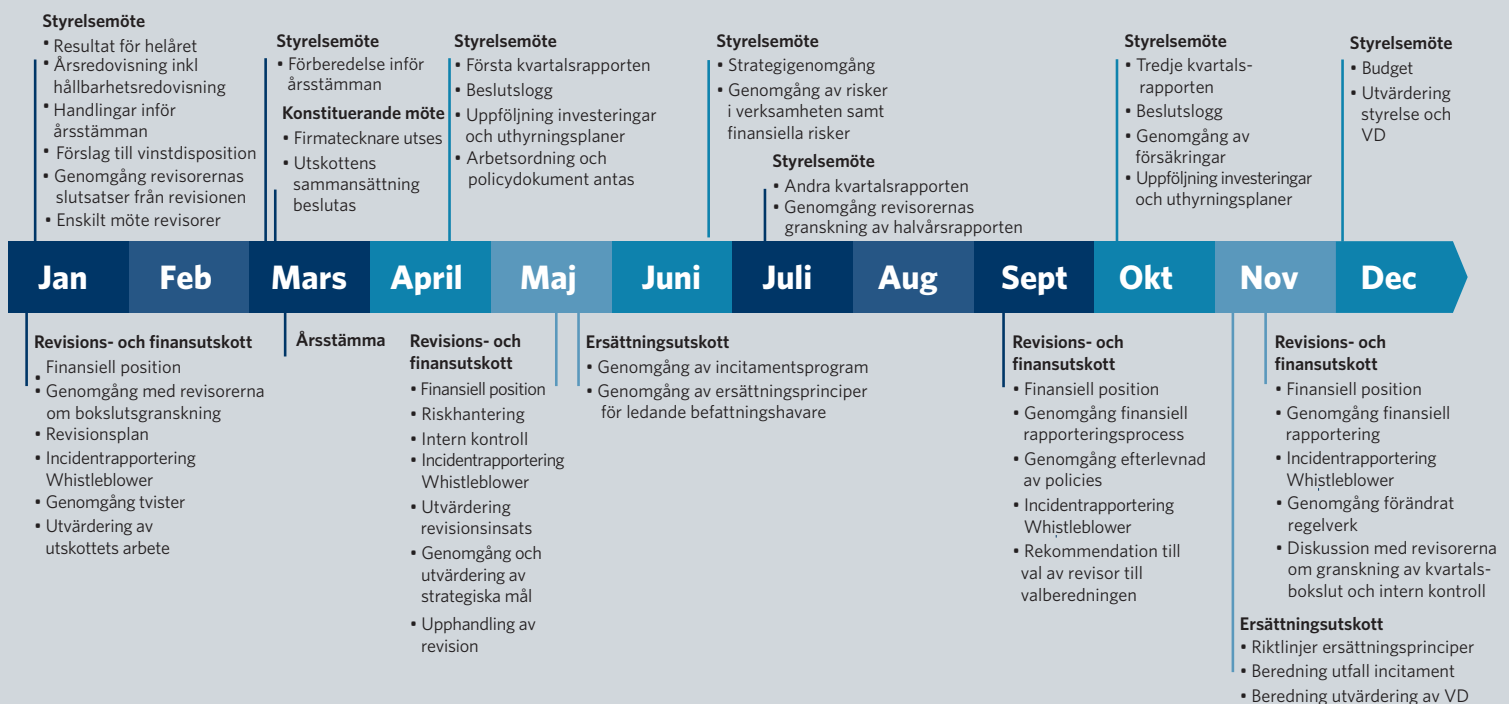 Styrelsemöte
• Resultat för helåret
• Årsredovisning inkl
hållbarhetsredovisning
• Handlingar inför
årsstämman
• Förslag till vinstdisposition
• Genomgång revisorernas
slutsatser från revisionen
• Enskilt möte revisorer
Styrelsemöte
• Förberedelse inför
årsstämman
Konstituerande möte
• Firmatecknare utses
• Utskottens
sammansättning
beslutas
Styrelsemöte
• Första kvartalsrapporten
• Beslutslogg
• Uppföljning investeringar
och uthyrningsplaner
• Arbetsordning och
policydokument antas
Styrelsemöte
• Strategigenomgång
• Genomgång av risker
i verksamheten samt
finansiella risker
Styrelsemöte
• Andra kvartalsrapporten
• Genomgång revisorernas
granskning av halvårsrapporten
Styrelsemöte
• Tredje kvartals-
rapporten
• Beslutslogg
• Genomgång av
försäkringar
• Uppföljning investeringar
och uthyrningsplaner
Styrelsemöte
• Budget
• Utvärdering
styrelse och
VD
Jan Feb Mars April Maj Juni Juli Aug Sept Okt Nov Dec
Revisions- och finansutskott
• Finansiell position
• Genomgång med revisorerna
om bokslutsgranskning
• Revisionsplan
• Incidentrapportering
Whistleblower
• Genomgång tvister
• Utvärdering av
utskottets arbete
Årsstämma
Revisions- och
finansutskott
• Finansiell position
• Riskhantering
• Intern kontroll
• Incidentrapportering
Whistleblower
• Utvärdering
revisionsinsats
• Genomgång och
utvärdering av
strategiska mål
• Upphandling av
revision
Ersättningsutskott
• Genomgång av incitamentsprogram
• Genomgång av ersättningsprinciper
för ledande befattningshavare
Revisions- och
finansutskott
• Finansiell position
• Genomgång finansiell
rapporteringsprocess
• Genomgång efterlevnad
av policies
• Incidentrapportering
Whistleblower
• Rekommendation till
val av revisor till
valberedningen
Revisions- och
finansutskott
• Finansiell position
• Genomgång finansiell
rapportering
• Incidentrapportering
Whistleblower
• Genomgång förändrat
regelverk
• Diskussion med revisorerna
om granskning av kvartals-
bokslut och intern kontroll
Ersättningsutskott
• Riktlinjer ersättningsprinciper
• Beredning utfall incitament
• Beredning utvärdering av VD